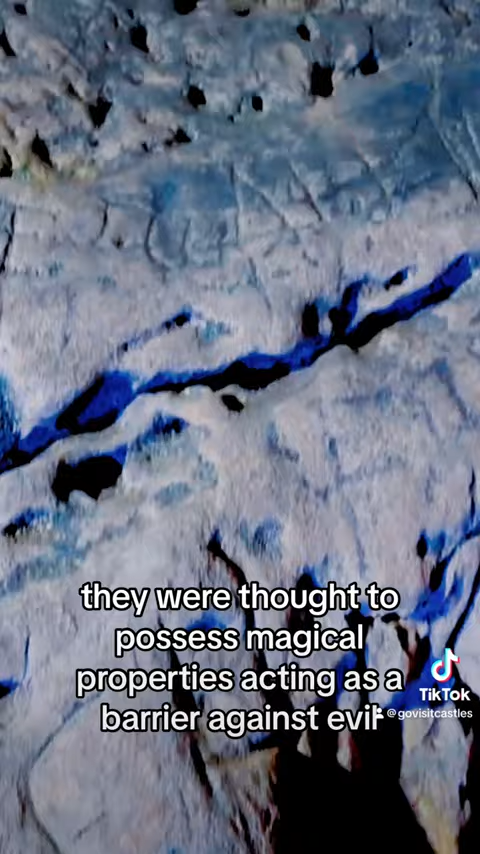 they were thought to
possess magical
properties acting as a
barrier against evil
TikTok
@govisitcastles